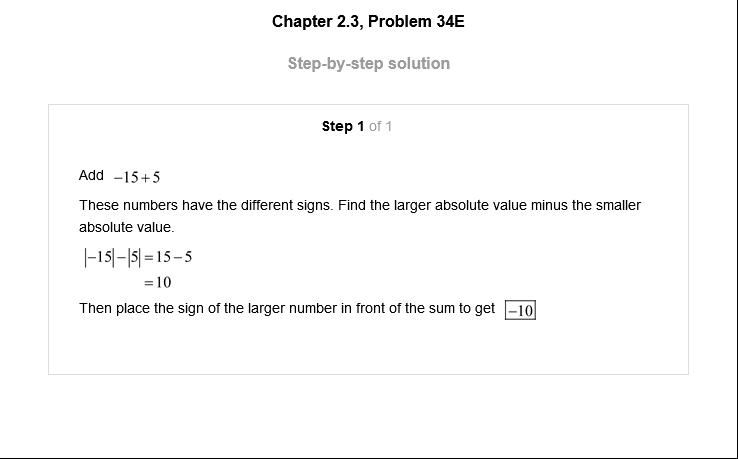 Chapter 2.3, Problem 34E
Step-by-step solution
Step 1 of 1
Add −15+5
These numbers have the different signs. Find the larger absolute value minus the smaller
absolute value.
|−15|−|5|=15−5
=10
Then place the sign of the larger number in front of the sum to get −10